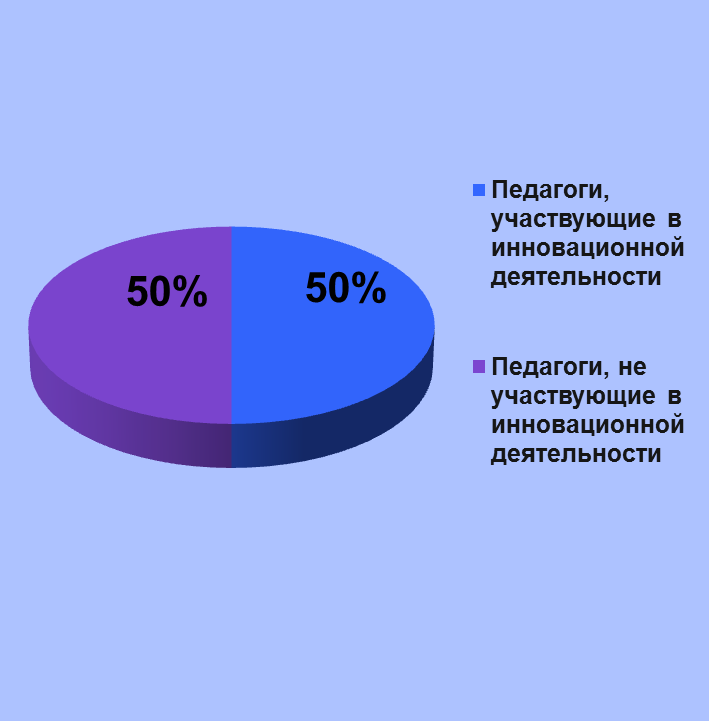 50%
50%
Педагоги,
участвующие в
инновационной
деятельности
Педагоги, не
участвующие в
инновационной
деятельности